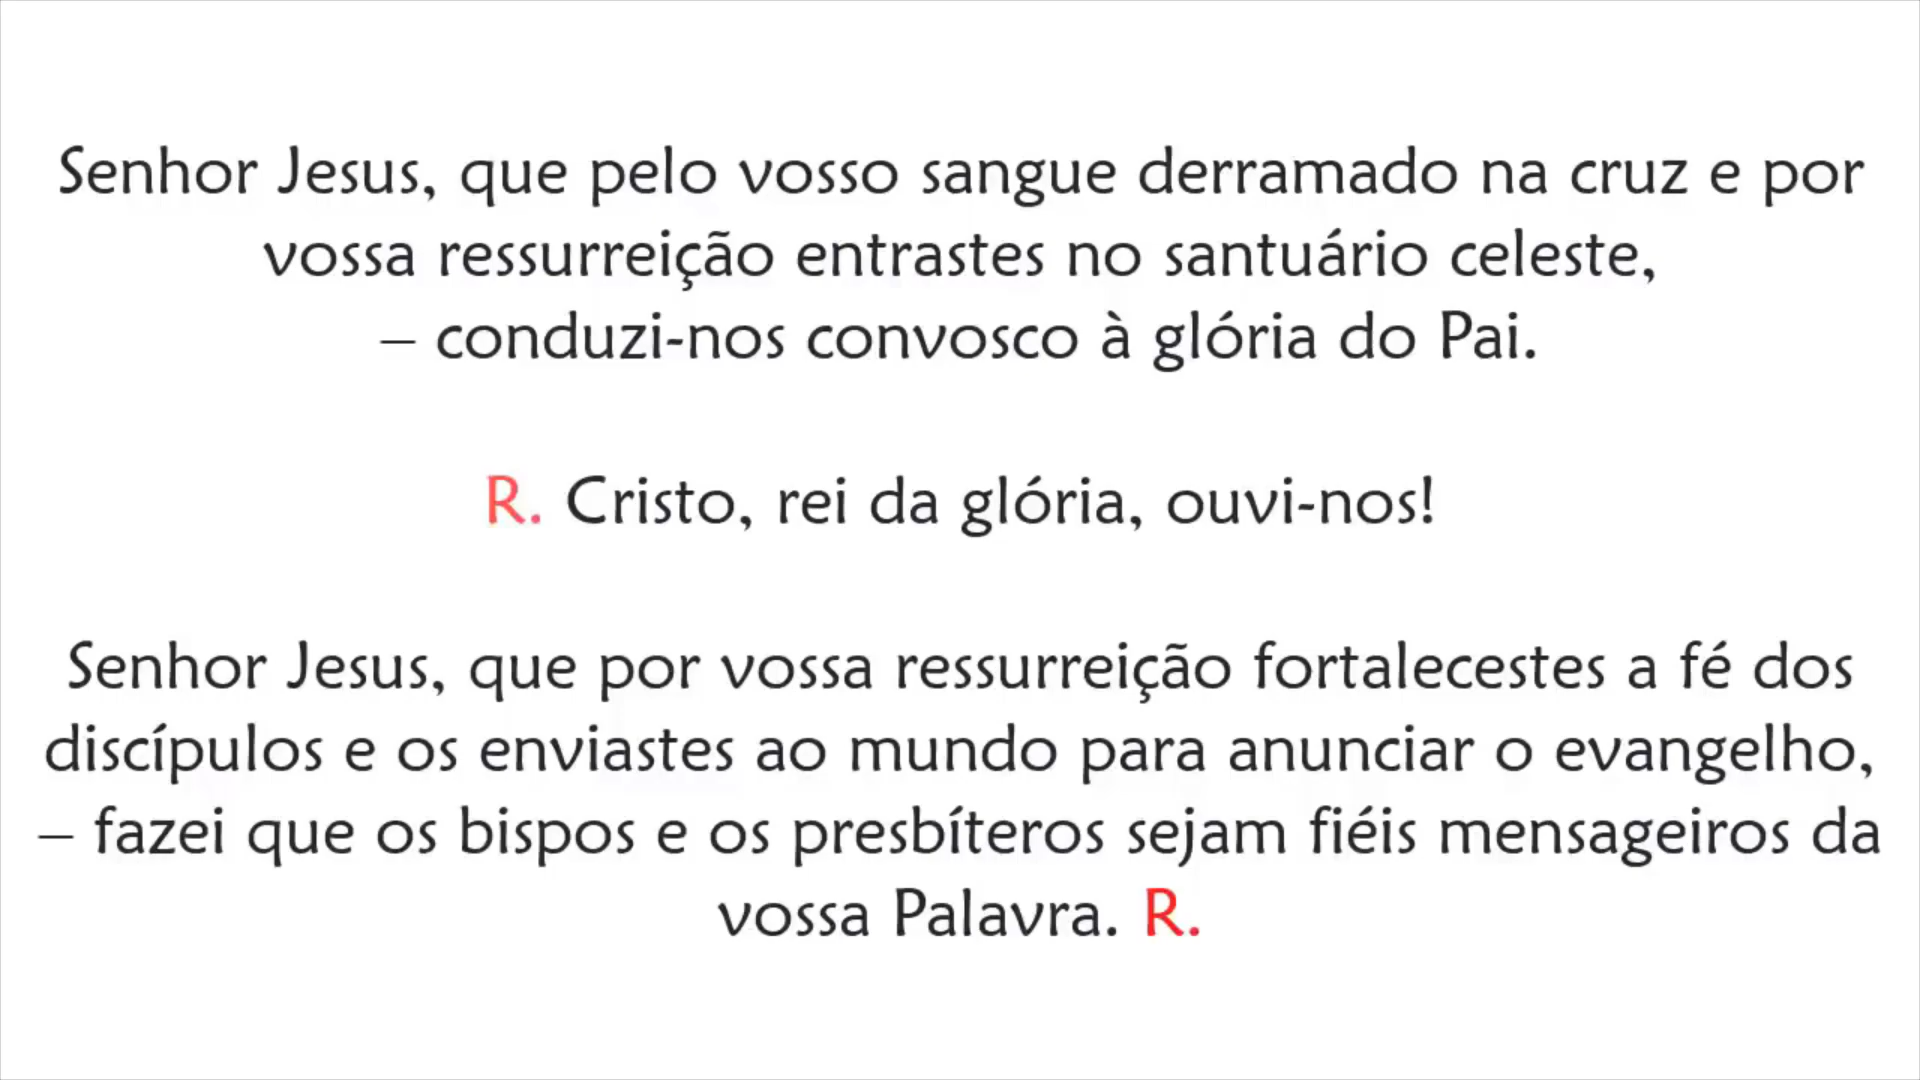 Senhor Jesus, que pelo vosso sangue derramado na cruz e por
vossa ressurreição entrastes no santuário celeste,
– conduzi-nos convosco à glória do Pai.
R. Cristo, rei da glória, ouvi-nos!
Senhor Jesus, que por vossa ressurreição fortalecestes a fé dos
discípulos e os enviastes ao mundo para anunciar o evangelho,
– fazei que os bispos e os presbíteros sejam fiéis mensageiros da
vossa Palavra. R.